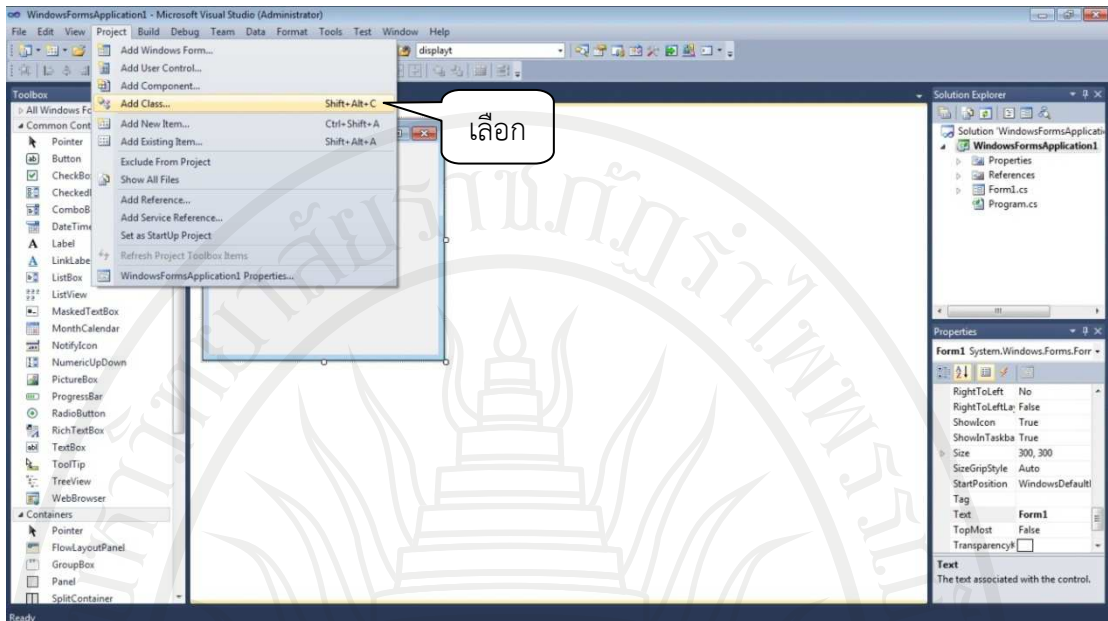 WindowsFormsApplication1 - Microsoft Visual Studio (Administrator)
File Edit View Project Build Debug Team Data Format Tools Test Window Help
displayt
Add Windows Form...
Add User Control...
Add Component...
Add Class... Shift+Alt+C
Add New Item... Ctrl+Shift+A
Add Existing Item... Shift+Alt+A
Exclude From Project
Show All Files
Add Reference...
Add Service Reference...
Set as StartUp Project
Refresh Project Toolbox Items
WindowsFormsApplication1 Properties...
เลือก
Toolbox
All Windows Fo
Common Cont
Pointer
Button
CheckBo
Checkedl
ComboB
DateTime
Label
LinkLabe
ListBox
ListView
MaskedTextBox
MonthCalendar
NotifyIcon
NumericUpDown
PictureBox
ProgressBar
RadioButton
RichTextBox
TextBox
ToolTip
TreeView
WebBrowser
Containers
Pointer
FlowLayoutPanel
GroupBox
Panel
SplitContainer
Solution Explorer
Solution 'WindowsFormsApplicati
WindowsFormsApplication1
Properties
References
Form1.cs
Program.cs
Properties
Form1 System.Windows.Forms.Forr
RightToLeft No
RightToLeftLa False
ShowIcon True
ShowInTaskba True
Size 300, 300
SizeGripStyle Auto
StartPosition WindowsDefaultl
Tag
Text Form1
TopMost False
TransparencyK
Text
The text associated with the control.
Ready